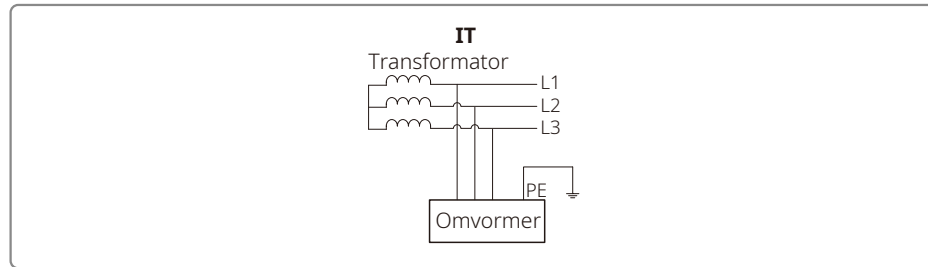 IT
Transformator
L1
L2
L3
PE
Omvormer